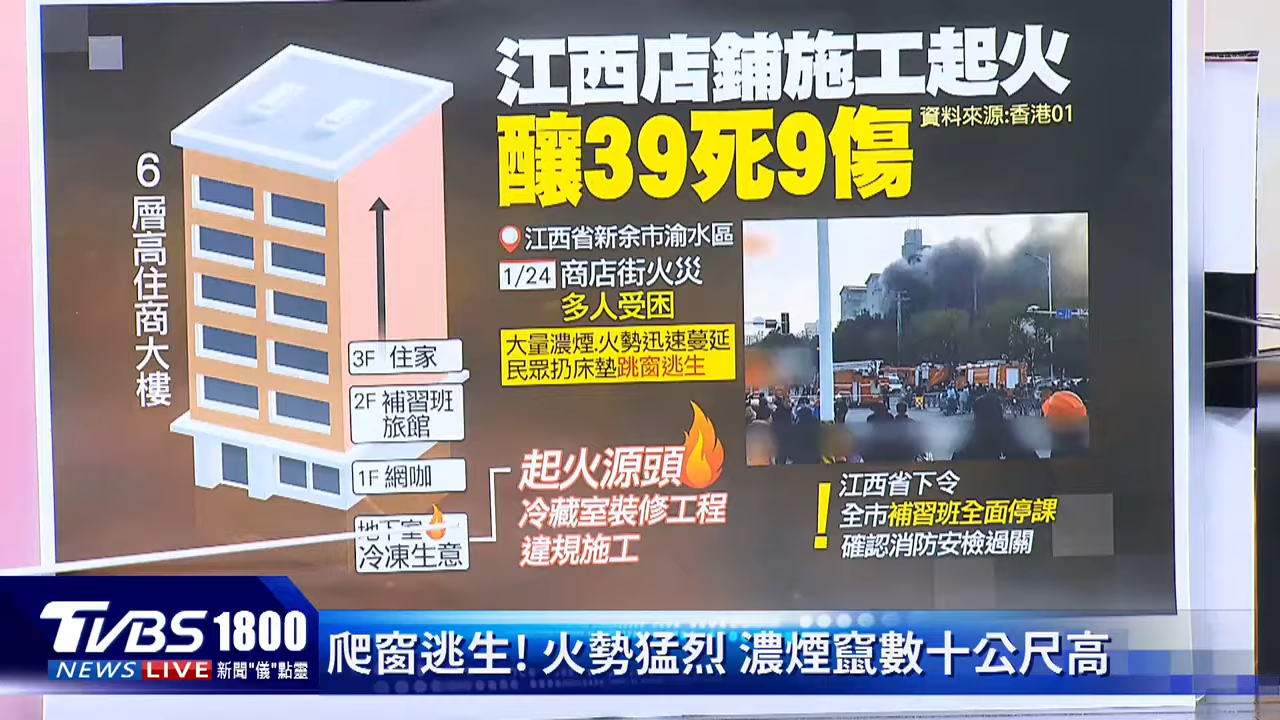 江西店鋪施工起火
釀39死9傷
資料來源:香港01
6層高住商大樓
江西省新余市渝水區
1/24 商店街火災
多人受困
大量濃煙.火勢迅速蔓延
民眾扔床墊跳窗逃生
3F 住家
2F 補習班
旅館
1F 網咖
地下室
冷凍生意
起火源頭
冷藏室裝修工程
違規施工
江西省下令
全市補習班全面停課
確認消防安檢過關
TVBS 1800
NEWS LIVE 新聞"儀"點靈
爬窗逃生! 火勢猛烈 濃煙竄數十公尺高